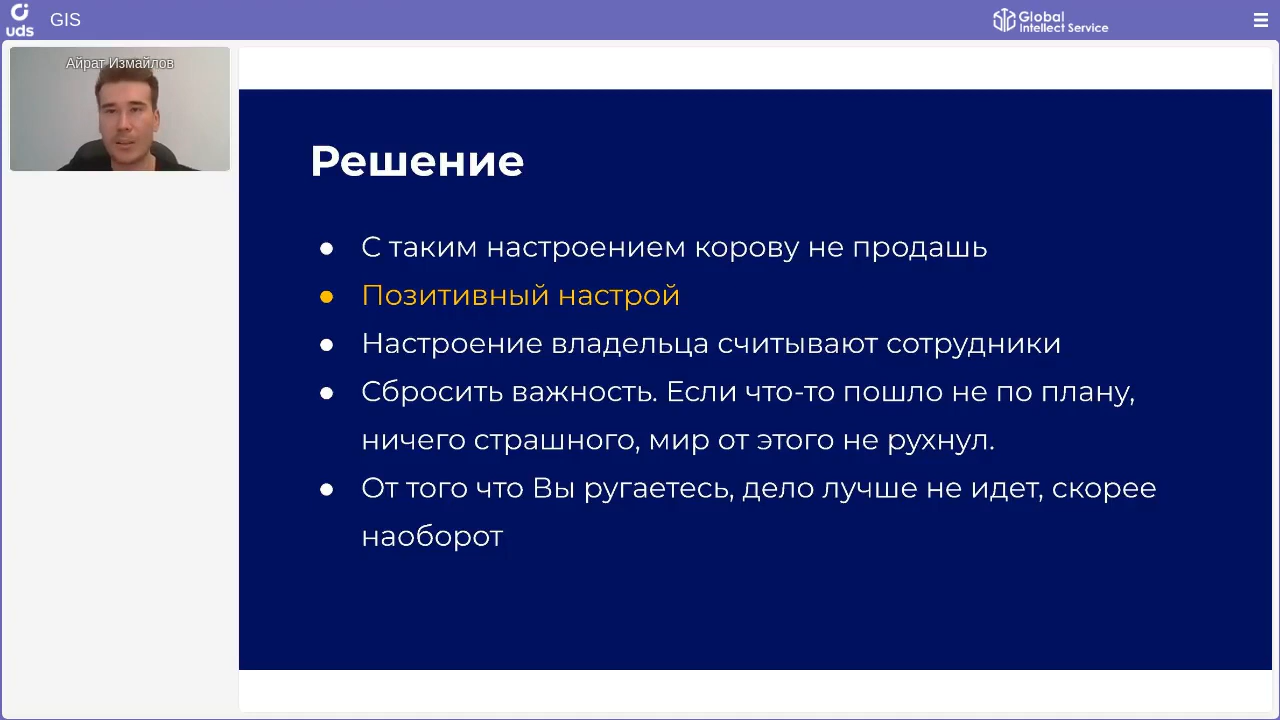 uds
GIS
Global
Intellect Service
Айрат Измайлов
Решение
● С таким настроением корову не продашь
● Позитивный настрой
● Настроение владельца считывают сотрудники
● Сбросить важность. Если что-то пошло не по плану,
ничего страшного, мир от этого не рухнул.
● От того что Вы ругаетесь, дело лучше не идет, скорее
наоборот